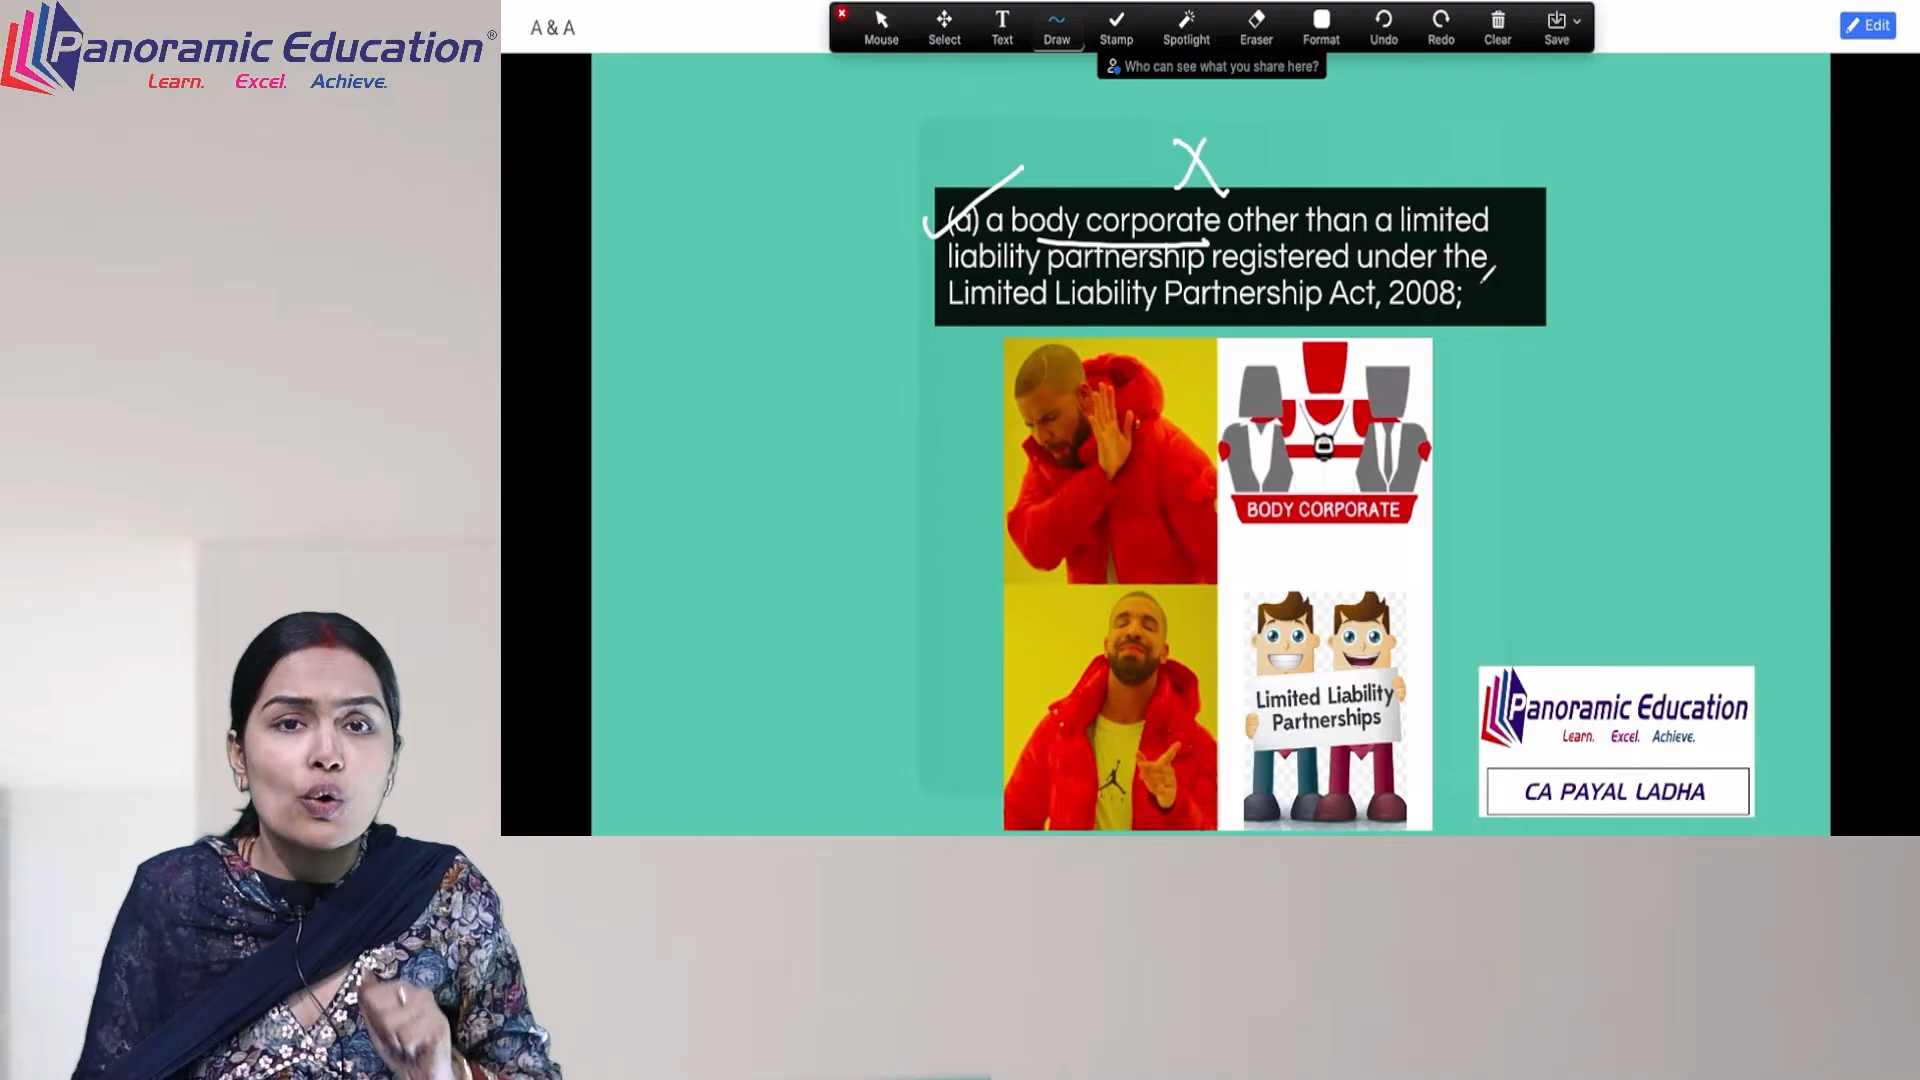 Panoramic Education®
Learn. Excel. Achieve.
A & A
Mouse Select Text Draw Stamp Spotlight Eraser Format Undo Redo Clear Save
Edit
Who can see what you share here?
X
(a) a body corporate other than a limited
liability partnership registered under the
Limited Liability Partnership Act, 2008;
BODY CORPORATE
Limited Liability
Partnerships
Panoramic Education
Learn. Excel. Achieve.
CA PAYAL LADHA